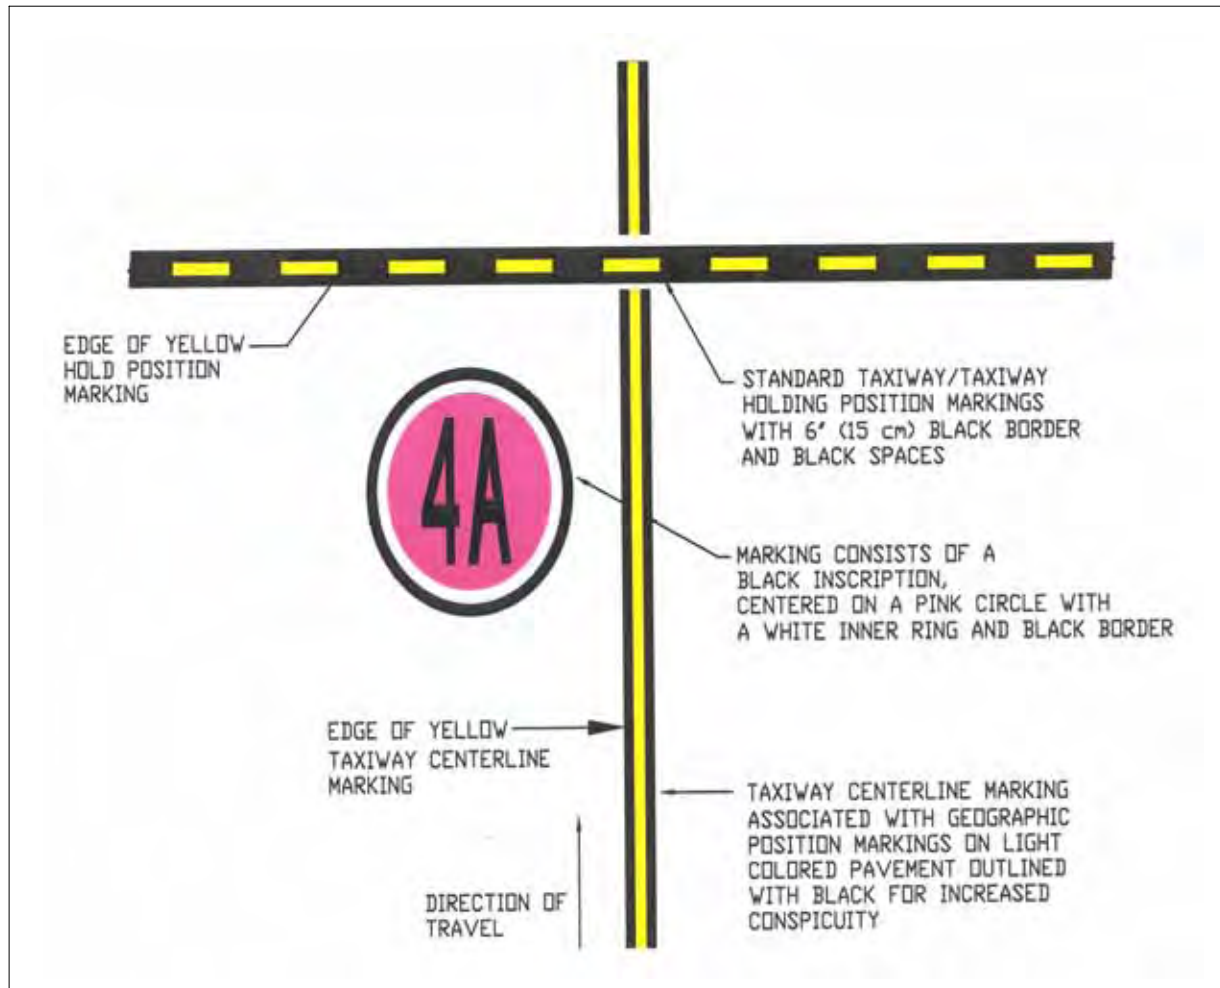 EDGE OF YELLOW
HOLD POSITION
MARKING
STANDARD TAXIWAY/TAXIWAY
HOLDING POSITION MARKINGS
WITH 6" (15 cm) BLACK BORDER
AND BLACK SPACES
4A
MARKING CONSISTS OF A
BLACK INSCRIPTION,
CENTERED ON A PINK CIRCLE WITH
A WHITE INNER RING AND BLACK BORDER
EDGE OF YELLOW
TAXIWAY CENTERLINE
MARKING
TAXIWAY CENTERLINE MARKING
ASSOCIATED WITH GEOGRAPHIC
POSITION MARKINGS ON LIGHT
COLORED PAVEMENT OUTLINED
WITH BLACK FOR INCREASED
CONSPICUITY
DIRECTION OF
TRAVEL